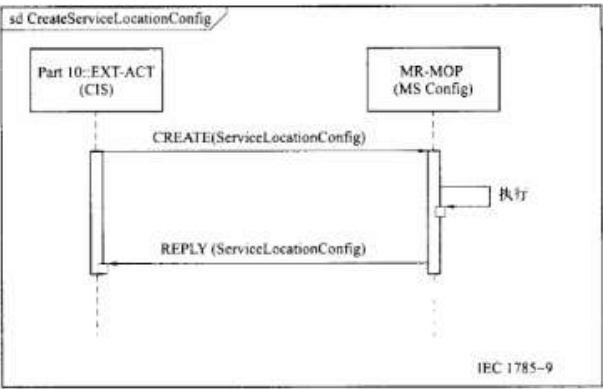 sd CreateServiceLocationConfig
Part 10::EXT-ACT
(CIS)
MR-MOP
(MS Config)
CREATE(ServiceLocationConfig)
执行
REPLY (ServiceLocationConfig)
IEC 1785-9